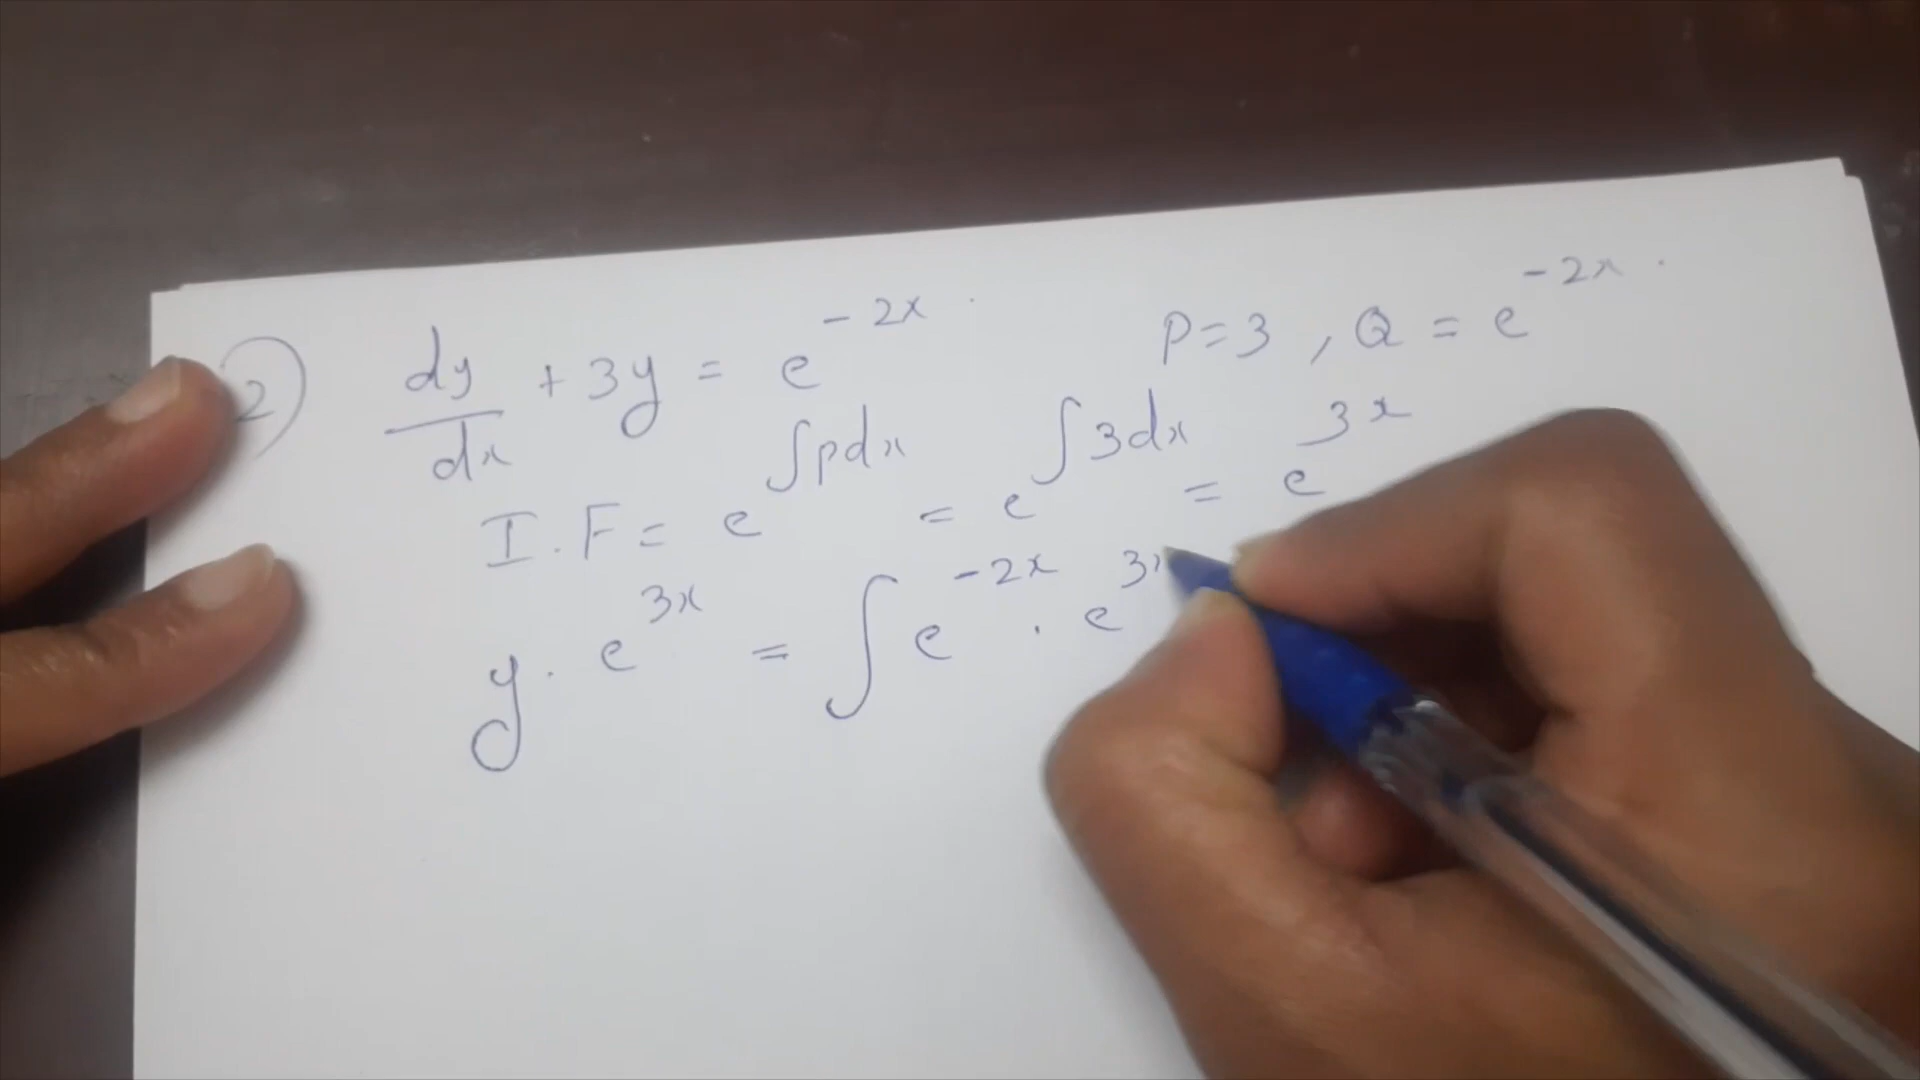 2 dy/dx + 3y = e^{-2x}. P=3, Q = e^{-2x}.
I.F = e^{∫pdx} = e^{∫3dx} = e^{3x}
y. e^{3x} = ∫ e^{-2x} . e^{3x}